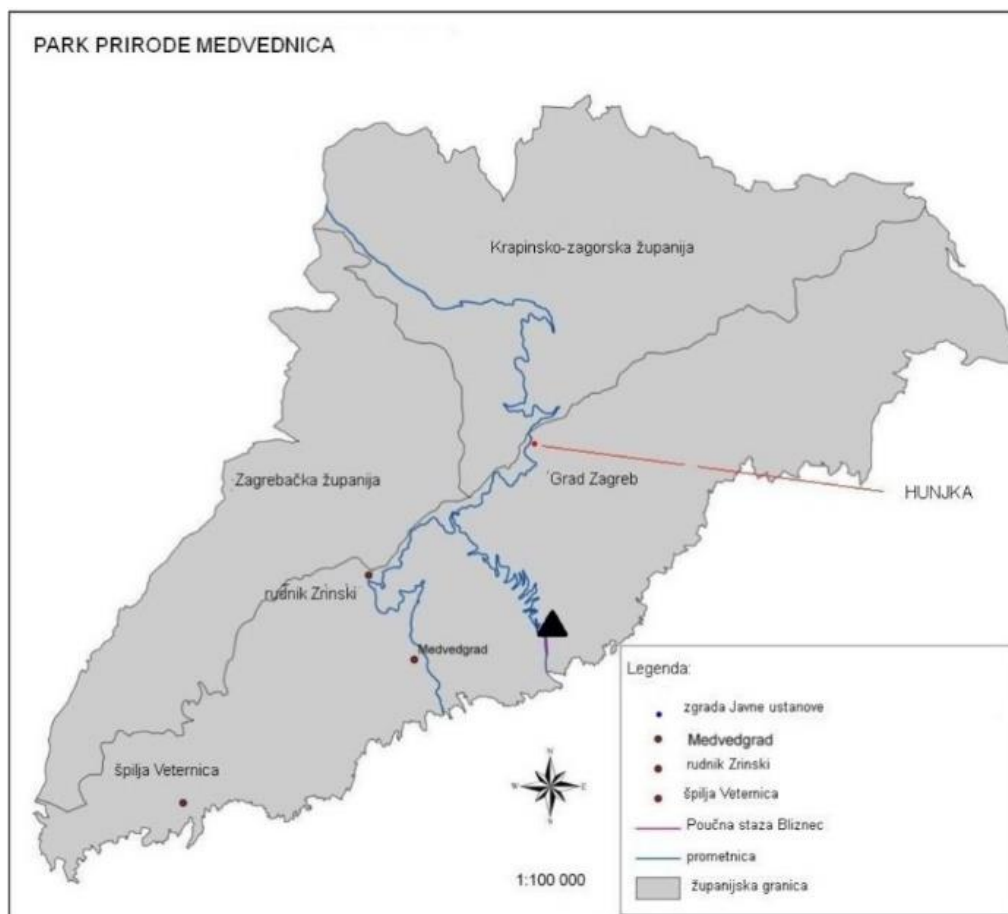 PARK PRIRODE MEDVEDNICA
Krapinsko-zagorska županija
Zagrebačka županija
Grad Zagreb
HUNJKA
rudnik Zrinski
Medvedgrad
špilja Veternica
N
W
E
S
1:100 000
Legenda:
zgrada Javne ustanove
Medvedgrad
rudnik Zrinski
špilja Veternica
Poučna staza Bliznec
prometnica
županijska granica